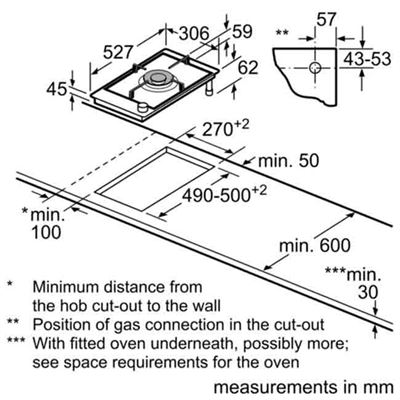 306
59
**
57
527
43-53
62
45
270+2
min. 50
490-500+2
*min.
100
min. 600
***min.
30
* Minimum distance from
the hob cut-out to the wall
** Position of gas connection in the cut-out
*** With fitted oven underneath, possibly more;
see space requirements for the oven
measurements in mm